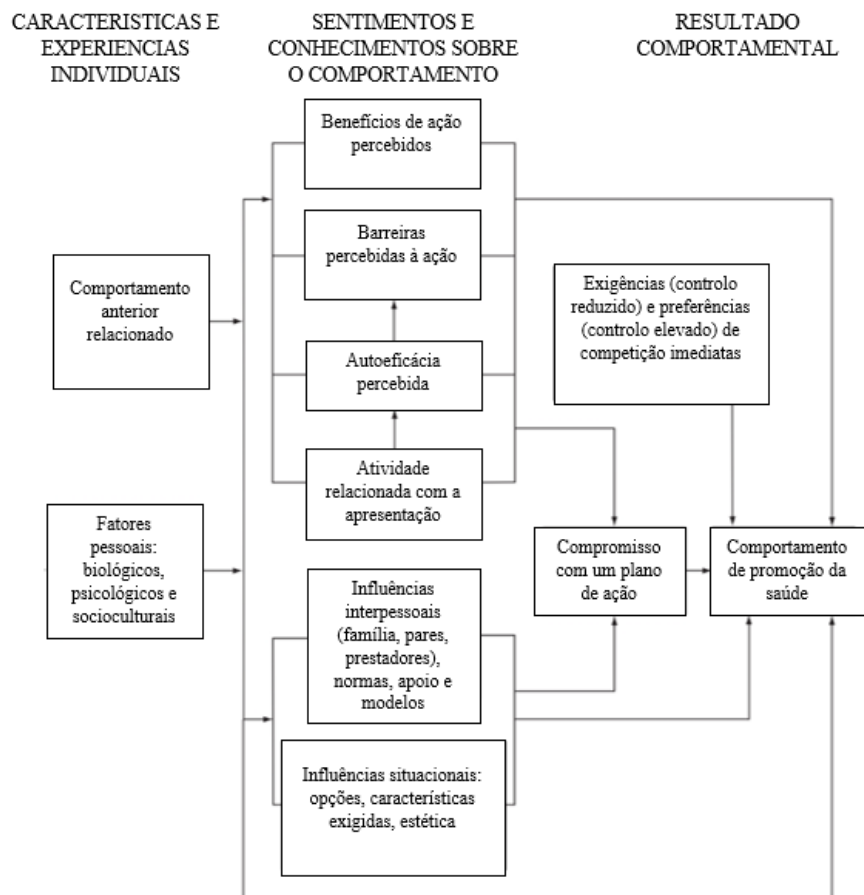 CARACTERISTICAS E
EXPERIENCIAS
INDIVIDUAIS
SENTIMENTOS E
CONHECIMENTOS SOBRE
O COMPORTAMENTO
RESULTADO
COMPORTAMENTAL
Benefícios de ação
percebidos
Barreiras
percebidas à ação
Comportamento
anterior
relacionado
Exigências (controlo
reduzido) e preferências
(controlo elevado) de
competição imediatas
Autoeficácia
percebida
Atividade
relacionada com a
apresentação
Fatores
pessoais:
biológicos,
psicológicos e
socioculturais
Compromisso
com um plano
de ação
Comportamento
de promoção da
saúde
Influências
interpessoais
(família, pares,
prestadores),
normas, apoio e
modelos
Influências situacionais:
opções, características
exigidas, estética